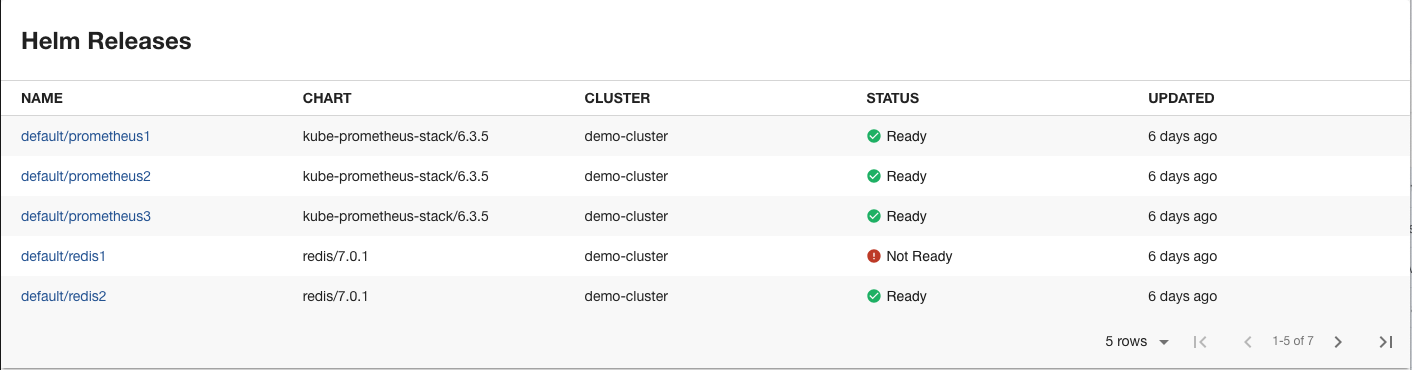 Helm Releases
NAME CHART CLUSTER STATUS UPDATED
default/prometheus1 kube-prometheus-stack/6.3.5 demo-cluster Ready 6 days ago
default/prometheus2 kube-prometheus-stack/6.3.5 demo-cluster Ready 6 days ago
default/prometheus3 kube-prometheus-stack/6.3.5 demo-cluster Ready 6 days ago
default/redis1 redis/7.0.1 demo-cluster Not Ready 6 days ago
default/redis2 redis/7.0.1 demo-cluster Ready 6 days ago
5 rows 1-5 of 7